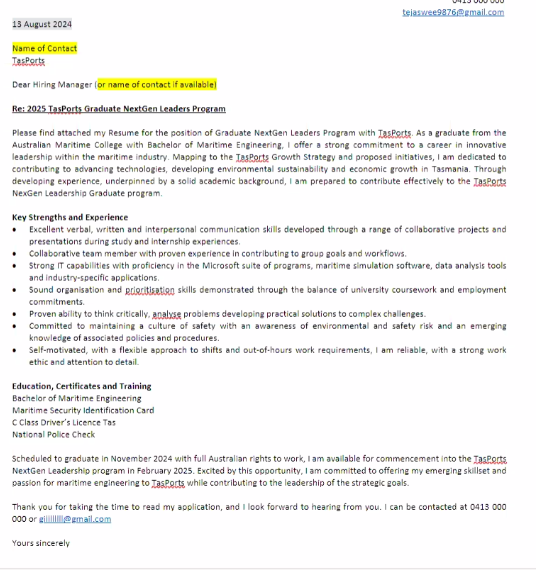 0413 000 000
tejaswee9876@gmail.com
13 August 2024
Name of Contact
TasPorts
Dear Hiring Manager (or name of contact if available)
Re: 2025 TasPorts Graduate NextGen Leaders Program
Please find attached my Resume for the position of Graduate NextGen Leaders Program with TasPorts. As a graduate from the
Australian Maritime College with Bachelor of Maritime Engineering, I offer a strong commitment to a career in innovative
leadership within the maritime industry. Mapping to the TasPorts Growth Strategy and proposed initiatives, I am dedicated to
contributing to advancing technologies, developing environmental sustainability and economic growth in Tasmania. Through
developing experience, underpinned by a solid academic background, I am prepared to contribute effectively to the TasPorts
NexGen Leadership Graduate program.
Key Strengths and Experience
• Excellent verbal, written and interpersonal communication skills developed through a range of collaborative projects and
presentations during study and internship experiences.
• Collaborative team member with proven experience in contributing to group goals and workflows.
• Strong IT capabilities with proficiency in the Microsoft suite of programs, maritime simulation software, data analysis tools
and industry-specific applications.
• Sound organisation and prioritisation skills demonstrated through the balance of university coursework and employment
commitments.
• Proven ability to think critically, analyse problems developing practical solutions to complex challenges.
• Committed to maintaining a culture of safety with an awareness of environmental and safety risk and an emerging
knowledge of associated policies and procedures.
• Self-motivated, with a flexible approach to shifts and out-of-hours work requirements, I am reliable, with a strong work
ethic and attention to detail.
Education, Certificates and Training
Bachelor of Maritime Engineering
Maritime Security Identification Card
C Class Driver's Licence Tas
National Police Check
Scheduled to graduate in November 2024 with full Australian rights to work, I am available for commencement into the TasPorts
NextGen Leadership program in February 2025. Excited by this opportunity, I am committed to offering my emerging skillset and
passion for maritime engineering to TasPorts while contributing to the leadership of the strategic goals.
Thank you for taking the time to read my application, and I look forward to hearing from you. I can be contacted at 0413 000
000 or
Yours sincerely